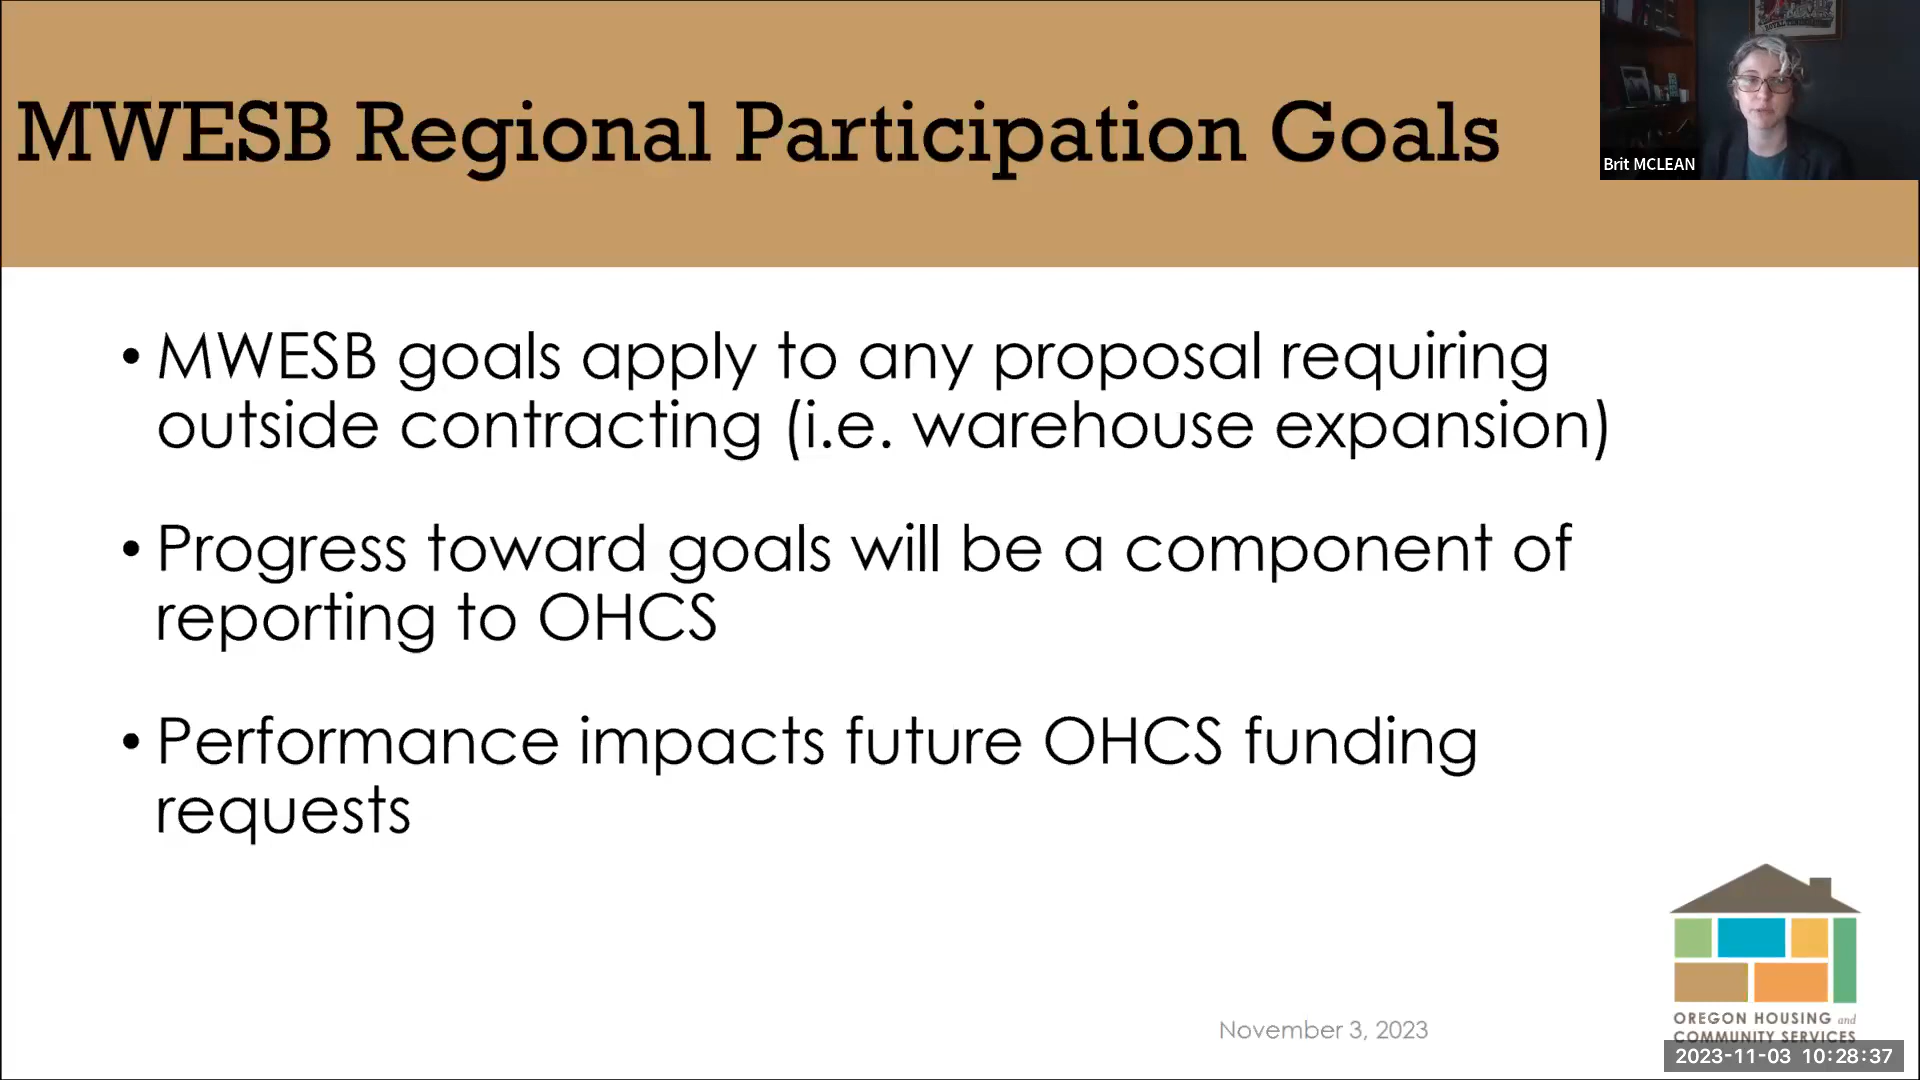 MWESB Regional Participation Goals
Brit MCLEAN
• MWESB goals apply to any proposal requiring
outside contracting (i.e. warehouse expansion)
• Progress toward goals will be a component of
reporting to OHCS
• Performance impacts future OHCS funding
requests
November 3, 2023
OREGON HOUSING and
COMMUNITY SERVICES
2023-11-03 10:28:37